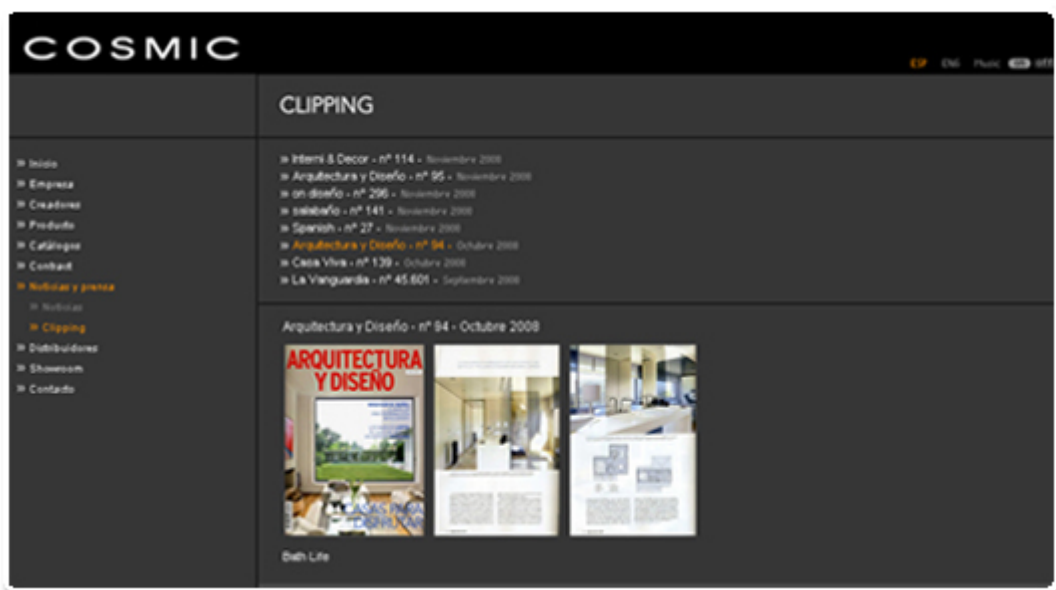 COSMIC
ESP ENG Music on off
CLIPPING
» Inicio
» Empresa
» Creadores
» Producto
» Catálogos
» Contract
» Noticias y prensa
» Noticias
» Clipping
» Distribuidores
» Showroom
» Contacto
» Interni & Decor - nº 114 - Noviembre 2008
» Arquitectura y Diseño - nº 95 - Noviembre 2008
» on diseño - nº 296 - Noviembre 2008
» salabaño - nº 141 - Noviembre 2008
» Spanish - nº 27 - Noviembre 2008
» Arquitectura y Diseño - nº 94 - Octubre 2008
» Casa Viva - nº 139 - Octubre 2008
» La Vanguardia - nº 45.601 - Septiembre 2008
Arquitectura y Diseño - nº 94 - Octubre 2008
ARQUITECTURA
Y DISEÑO
CASAS PARA
DISFRUTAR
Bath Life